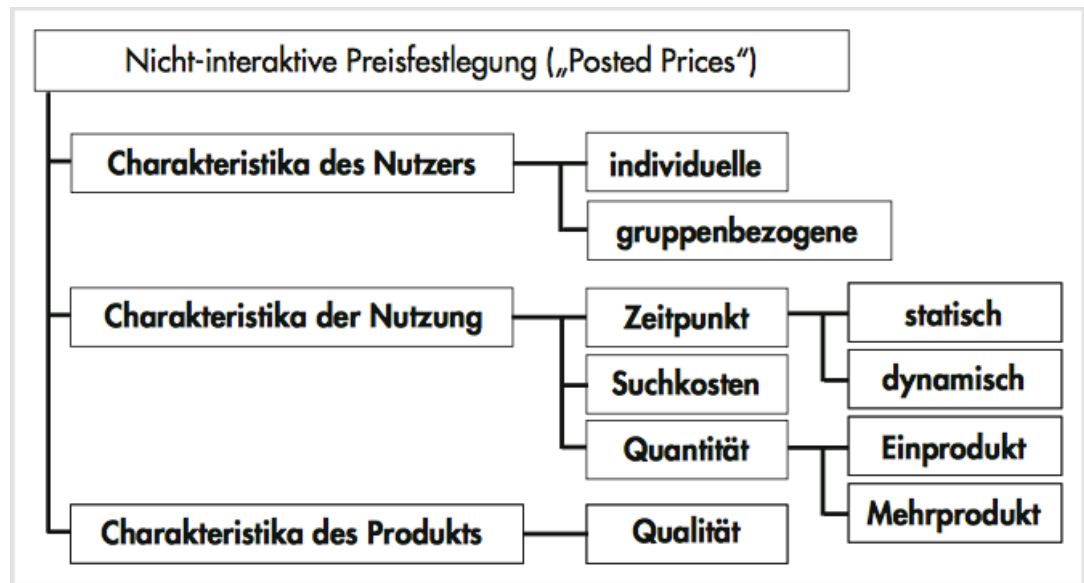 Nicht-interaktive Preisfestlegung („Posted Prices“)
Charakteristika des Nutzers
individuelle
gruppenbezogene
Charakteristika der Nutzung
Zeitpunkt
statisch
dynamisch
Suchkosten
Quantität
Einprodukt
Mehrprodukt
Charakteristika des Produkts
Qualität